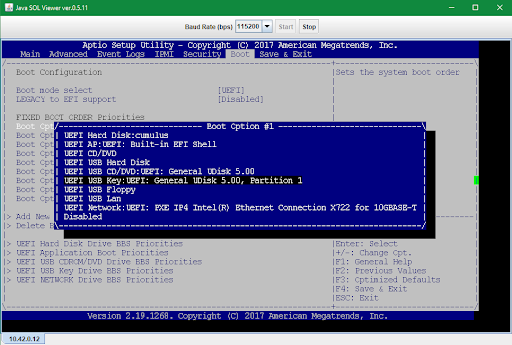 Java SOL Viewer ver.0.5.11
Baud Rate (bps) 115200 Start Stop
Aptio Setup Utility - Copyright (C) 2017 American Megatrends, Inc.
Main Advanced Event Logs IPMI Security Boot Save & Exit
Boot Configuration Sets the system boot order
Boot mode select [UEFI]
LEGACY to EFI support [Disabled]
FIXED BOOT ORDER Priorities
Boot Opt
Boot Option #1
UEFI Hard Disk:cumulus
Boot Opt UEFI AP:UEFI: Built-in EFI Shell
Boot Opt UEFI CD/DVD
Boot Opt UEFI USB Hard Disk
Boot Opt UEFI USB CD/DVD:UEFI: General UDisk 5.00
Boot Opt UEFI USB Key:UEFI: General UDisk 5.00, Partition 1
Boot Opt UEFI USB Floppy
Boot Opt UEFI USB Lan
UEFI Network:UEFI: PXE IP4 Intel(R) Ethernet Connection X722 for 10GBASE-T
> Add New Disabled
> Delete B
> UEFI Hard Disk Drive BBS Priorities Enter: Select
> UEFI Application Boot Priorities +/-: Change Opt.
> UEFI USB CDROM/DVD Drive BBS Priorities F1: General Help
> UEFI USB Key Drive BBS Priorities F2: Previous Values
> UEFI NETWORK Drive BBS Priorities F3: Optimized Defaults
F4: Save & Exit
ESC: Exit
Version 2.19.1268. Copyright (C) 2017 American Megatrends, Inc.
10.42.0.12